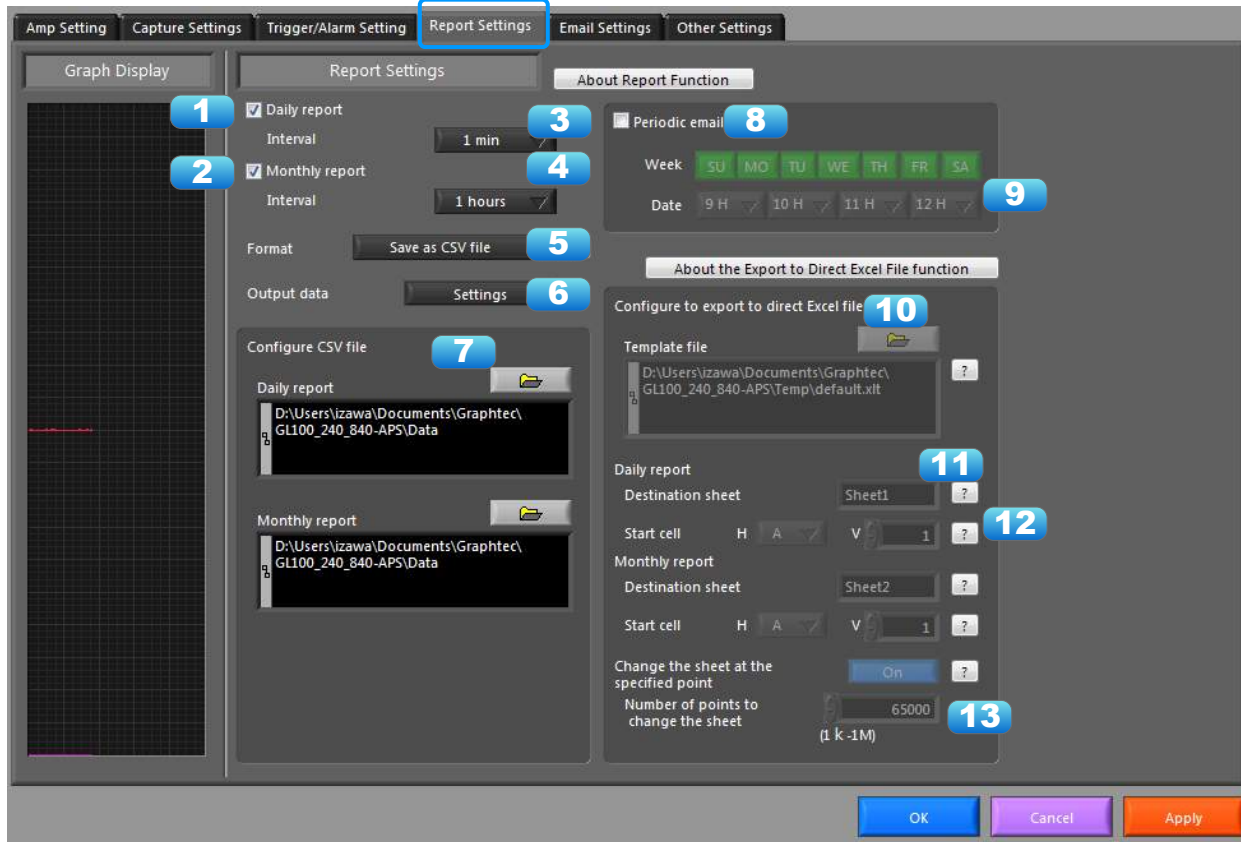 Amp Setting Capture Settings Trigger/Alarm Setting Report Settings Email Settings Other Settings
Graph Display
Report Settings
About Report Function
1
Daily report
Interval 1 min
3
2
Monthly report
4
Interval 1 hours
Format Save as CSV file
5
Output data Settings
6
Configure CSV file
7
Daily report
D:\Users\izawa\Documents\Graphtec\
GL100_240_840-APS\Data
Monthly report
D:\Users\izawa\Documents\Graphtec\
GL100_240_840-APS\Data
Periodic email
8
Week SU MO TU WE TH FR SA
Date 9 H 10 H 11 H 12 H
9
About the Export to Direct Excel File function
Configure to export to direct Excel file
10
Template file
D:\Users\izawa\Documents\Graphtec\
GL100_240_840-APS\Temp\default.xlt
?
Daily report
11
Destination sheet Sheet1 ?
Start cell H A V 1 ?
12
Monthly report
Destination sheet Sheet2 ?
Start cell H A V 1 ?
Change the sheet at the
specified point
On ?
Number of points to
change the sheet
65000
13
(1 k -1M)
OK Cancel Apply